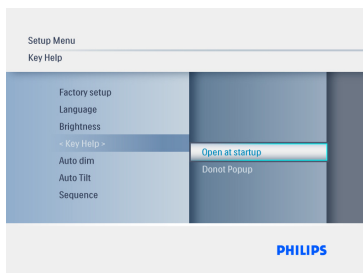 Setup Menu
Key Help
Factory setup
Language
Brightness
< Key Help >
Auto dim
Auto Tilt
Sequence
Open at startup
Donot Popup
PHILIPS